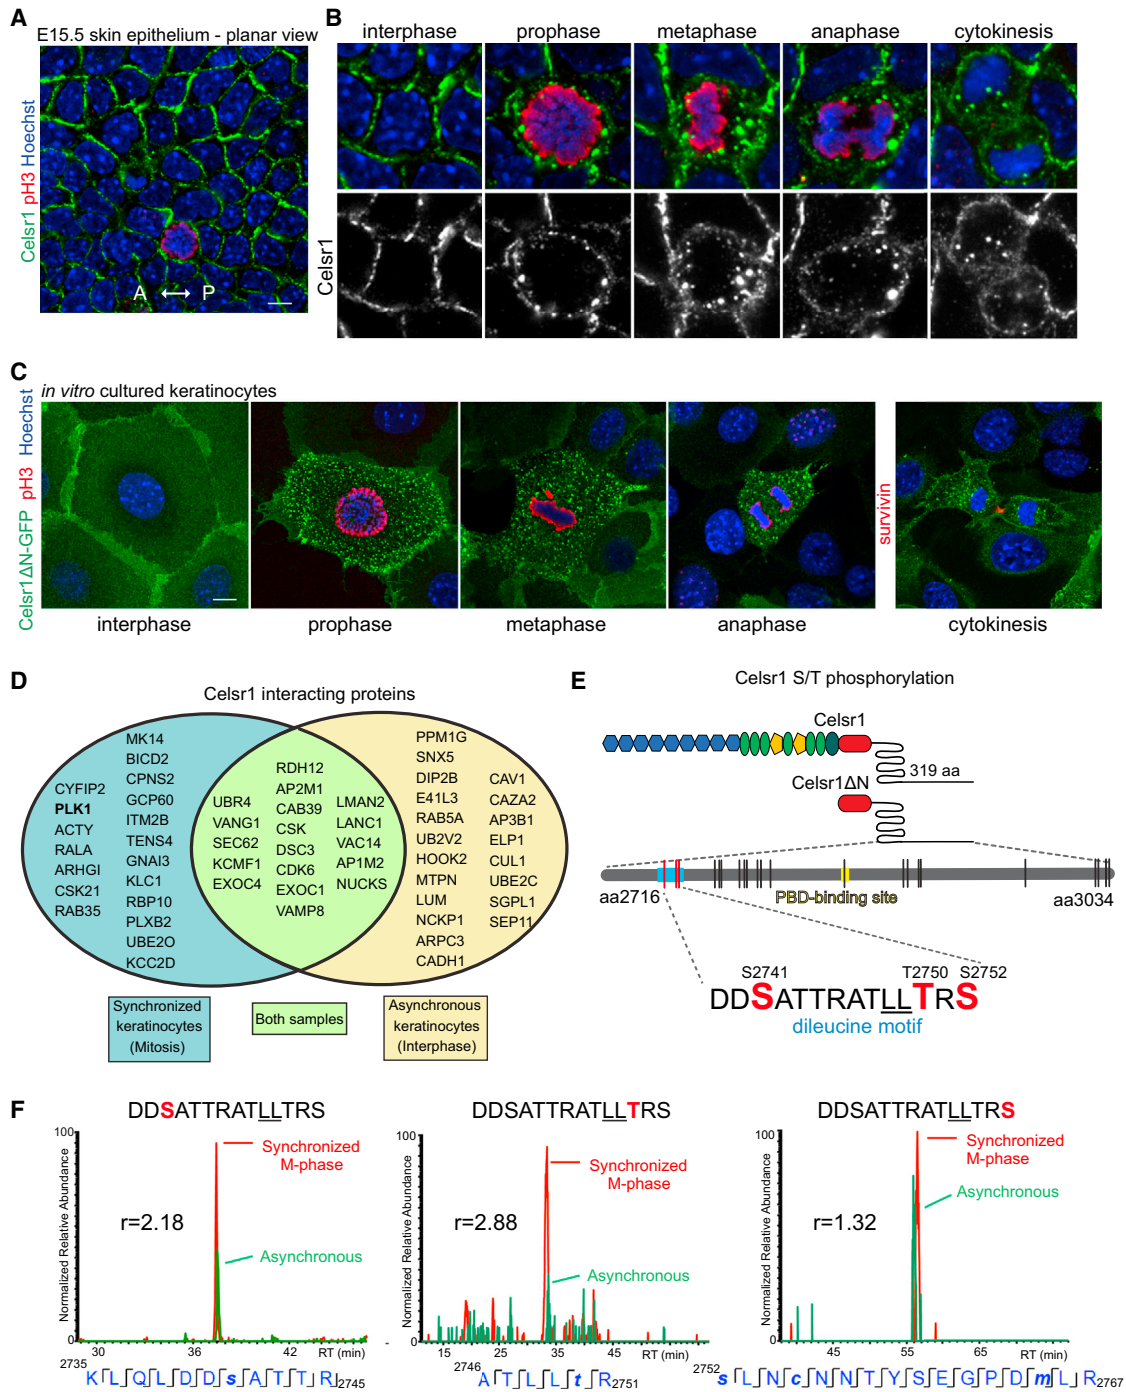 A
E15.5 skin epithelium - planar view
Celsr1 pH3 Hoechst
A P
B
interphase prophase metaphase anaphase cytokinesis
Celsr1
C
in vitro cultured keratinocytes
Celsr1ΔN-GFP pH3 Hoechst
survivin
interphase prophase metaphase anaphase cytokinesis
D
Celsr1 interacting proteins
CYFIP2
PLK1
ACTY
RALA
ARHGI
CSK21
RAB35
MK14
BICD2
CPNS2
GCP60
ITM2B
TENS4
GNAI3
KLC1
RBP10
PLXB2
UBE2O
KCC2D
UBR4
VANG1
SEC62
KCMF1
EXOC4
RDH12
AP2M1
CAB39
CSK
DSC3
CDK6
EXOC1
VAMP8
LMAN2
LANC1
VAC14
AP1M2
NUCKS
PPM1G
SNX5
DIP2B
E41L3
RAB5A
UB2V2
HOOK2
MTPN
LUM
NCKP1
ARPC3
CADH1
CAV1
CAZA2
AP3B1
ELP1
CUL1
UBE2C
SGPL1
SEP11
Synchronized
keratinocytes
(Mitosis)
Both samples
Asynchronous
keratinocytes
(Interphase)
E
Celsr1 S/T phosphorylation
Celsr1
319 aa
Celsr1ΔN
aa2716
PBD-binding site
aa3034
S2741 T2750 S2752
DDSATTRATLLTRS
dileucine motif
F
DDSATTRATLLTRS
Normalized Relative Abundance
100
0
Synchronized
M-phase
r=2.18
Asynchronous
30 37 42 RT (min)
2735 KLQLDDsATTR 2745
DDSATTRATLLTRS
Normalized Relative Abundance
100
0
Synchronized
M-phase
r=2.88
Asynchronous
15 25 35 45 RT (min)
2746 ATLLtR 2751
DDSATTRATLLTRS
Normalized Relative Abundance
100
0
Synchronized
M-phase
Asynchronous
r=1.32
45 55 65 RT (min)
2752 sLNcNNTYSEGPDmLR 2767